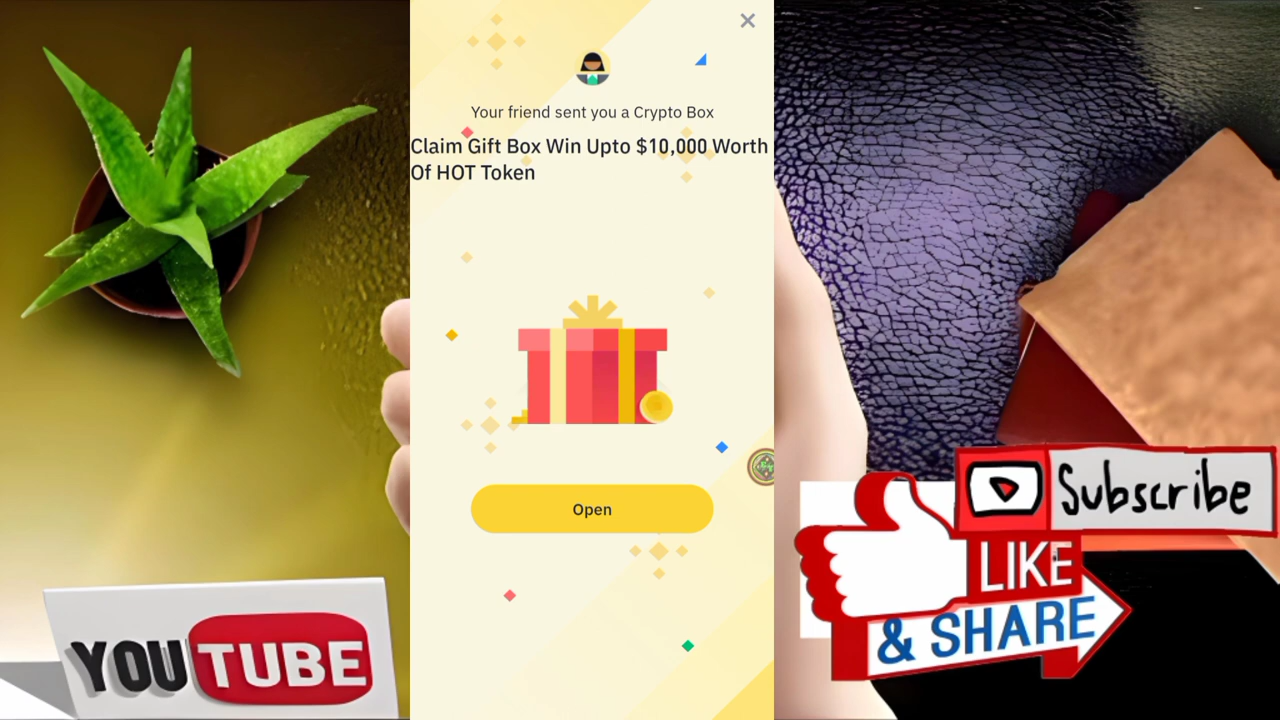 Your friend sent you a Crypto Box
Claim Gift Box Win Upto $10,000 Worth
Of HOT Token
Open
YOUTUBE
Subscribe
LIKE
& SHARE